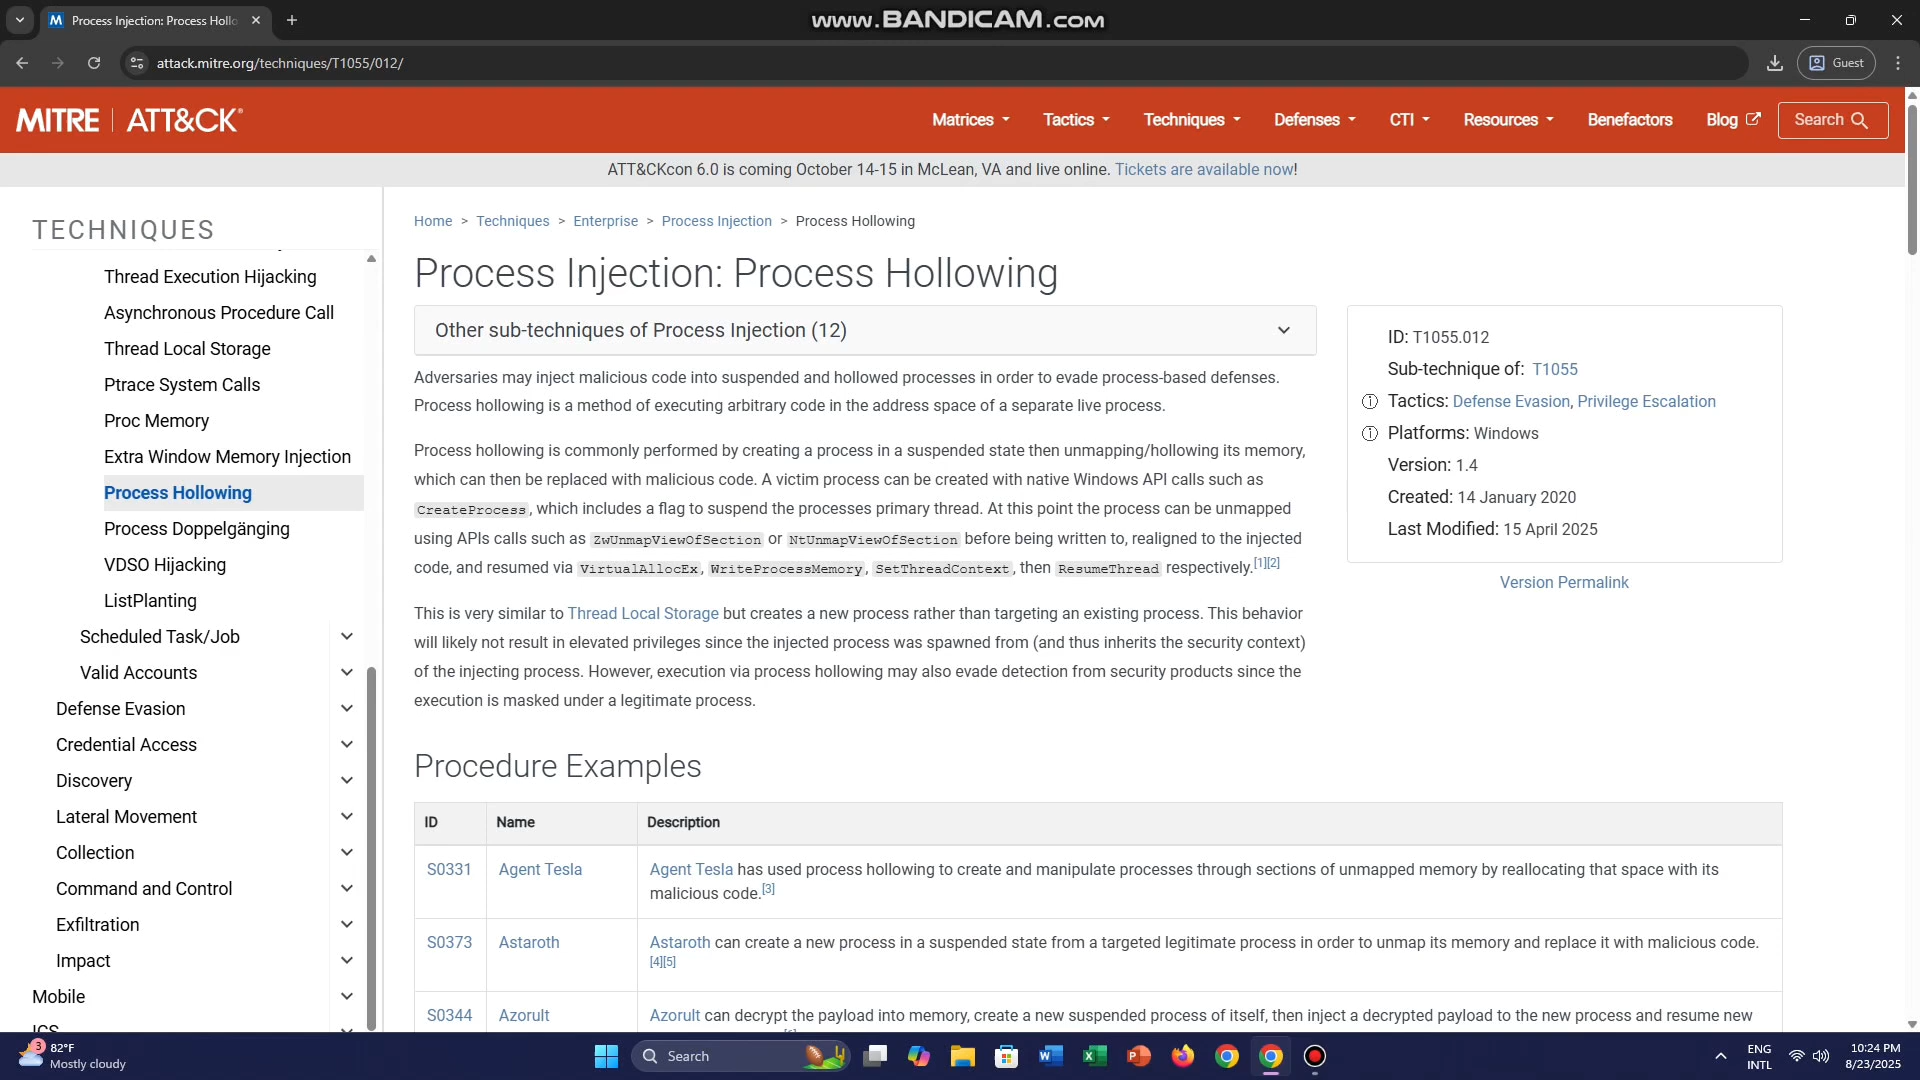 Process Injection: Process Hollo
www.BANDICAM.com
attack.mitre.org/techniques/T1055/012/
Guest
MITRE | ATT&CK®
Matrices
Tactics
Techniques
Defenses
CTI
Resources
Benefactors
Blog
Search
ATT&CKcon 6.0 is coming October 14-15 in McLean, VA and live online. Tickets are available now!
TECHNIQUES
Thread Execution Hijacking
Asynchronous Procedure Call
Thread Local Storage
Ptrace System Calls
Proc Memory
Extra Window Memory Injection
Process Hollowing
Process Doppelgänging
VDSO Hijacking
ListPlanting
Scheduled Task/Job
Valid Accounts
Defense Evasion
Credential Access
Discovery
Lateral Movement
Collection
Command and Control
Exfiltration
Impact
Mobile
ICS
Home > Techniques > Enterprise > Process Injection > Process Hollowing
Process Injection: Process Hollowing
Other sub-techniques of Process Injection (12)
Adversaries may inject malicious code into suspended and hollowed processes in order to evade process-based defenses.
Process hollowing is a method of executing arbitrary code in the address space of a separate live process.
Process hollowing is commonly performed by creating a process in a suspended state then unmapping/hollowing its memory,
which can then be replaced with malicious code. A victim process can be created with native Windows API calls such as
CreateProcess, which includes a flag to suspend the processes primary thread. At this point the process can be unmapped
using APIs calls such as ZwUnmapViewOfSection or NtUnmapViewOfSection before being written to, realigned to the injected
code, and resumed via VirtualAllocEx, WriteProcessMemory, SetThreadContext, then ResumeThread respectively.[1][2]
This is very similar to Thread Local Storage but creates a new process rather than targeting an existing process. This behavior
will likely not result in elevated privileges since the injected process was spawned from (and thus inherits the security context)
of the injecting process. However, execution via process hollowing may also evade detection from security products since the
execution is masked under a legitimate process.
ID: T1055.012
Sub-technique of: T1055
Tactics: Defense Evasion, Privilege Escalation
Platforms: Windows
Version: 1.4
Created: 14 January 2020
Last Modified: 15 April 2025
Version Permalink
Procedure Examples
ID Name Description
S0331 Agent Tesla Agent Tesla has used process hollowing to create and manipulate processes through sections of unmapped memory by reallocating that space with its
malicious code.[3]
S0373 Astaroth Astaroth can create a new process in a suspended state from a targeted legitimate process in order to unmap its memory and replace it with malicious code.
[4][5]
S0344 Azorult Azorult can decrypt the payload into memory, create a new suspended process of itself, then inject a decrypted payload to the new process and resume new
3
82°F
Mostly cloudy
Search
ENG
INTL
10:24 PM
8/23/2025